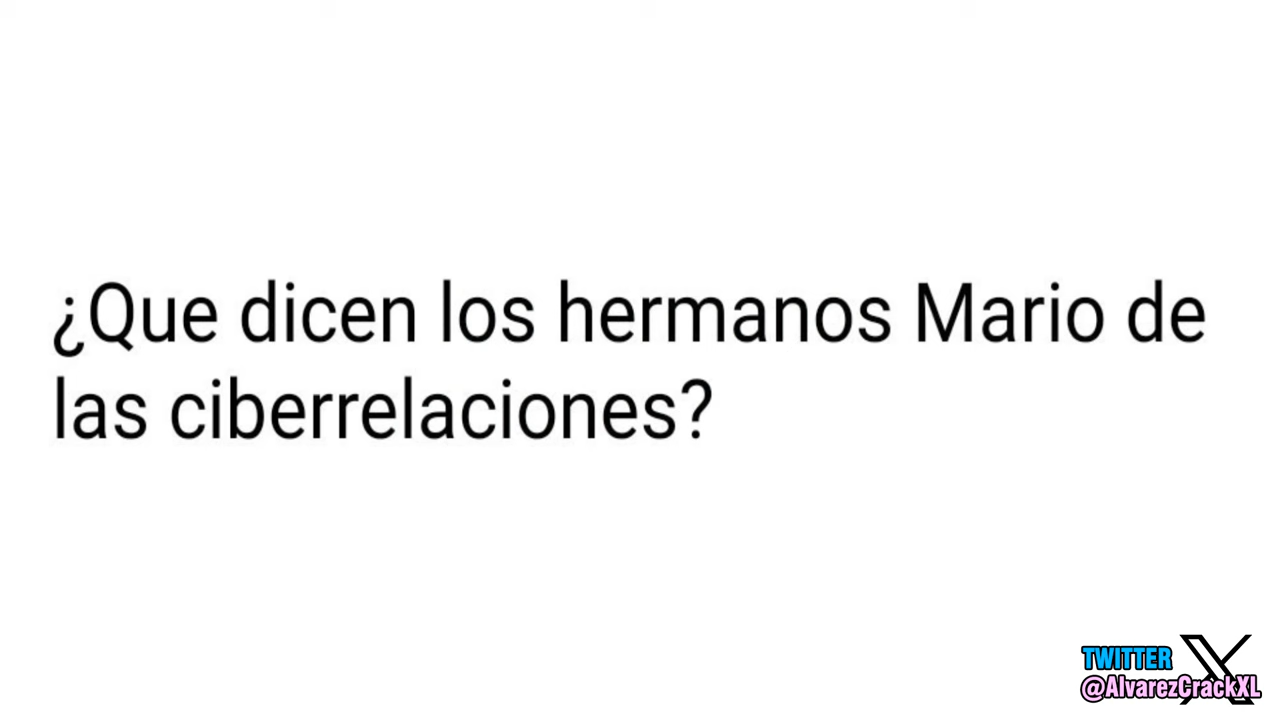 ¿Que dicen los hermanos Mario de
las ciberrelaciones?
TWITTER
@AlvarezCrackXL